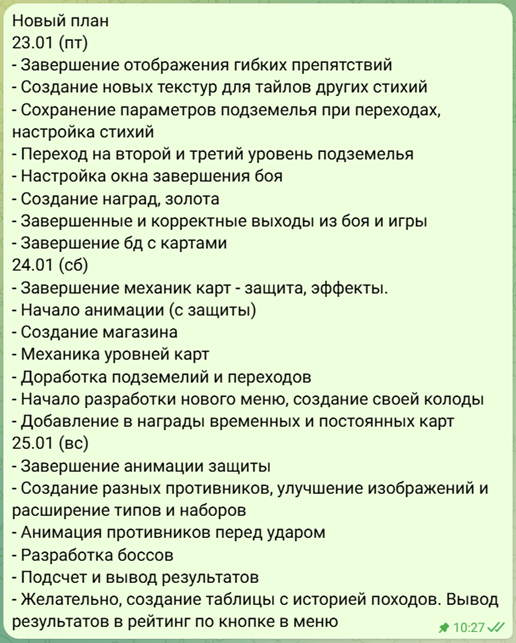 Новый план
23.01 (пт)
- Завершение отображения гибких препятствий
- Создание новых текстур для тайлов других стихий
- Сохранение параметров подземелья при переходах,
настройка стихий
- Переход на второй и третий уровень подземелья
- Настройка окна завершения боя
- Создание наград, золота
- Завершенные и корректные выходы из боя и игры
- Завершение бд с картами
24.01 (сб)
- Завершение механик карт - защита, эффекты.
- Начало анимации (с защиты)
- Создание магазина
- Механика уровней карт
- Доработка подземелий и переходов
- Начало разработки нового меню, создание своей колоды
- Добавление в награды временных и постоянных карт
25.01 (вс)
- Завершение анимации защиты
- Создание разных противников, улучшение изображений и
расширение типов и наборов
- Анимация противников перед ударом
- Разработка боссов
- Подсчет и вывод результатов
- Желательно, создание таблицы с историей походов. Вывод
результатов в рейтинг по кнопке в меню
10:27